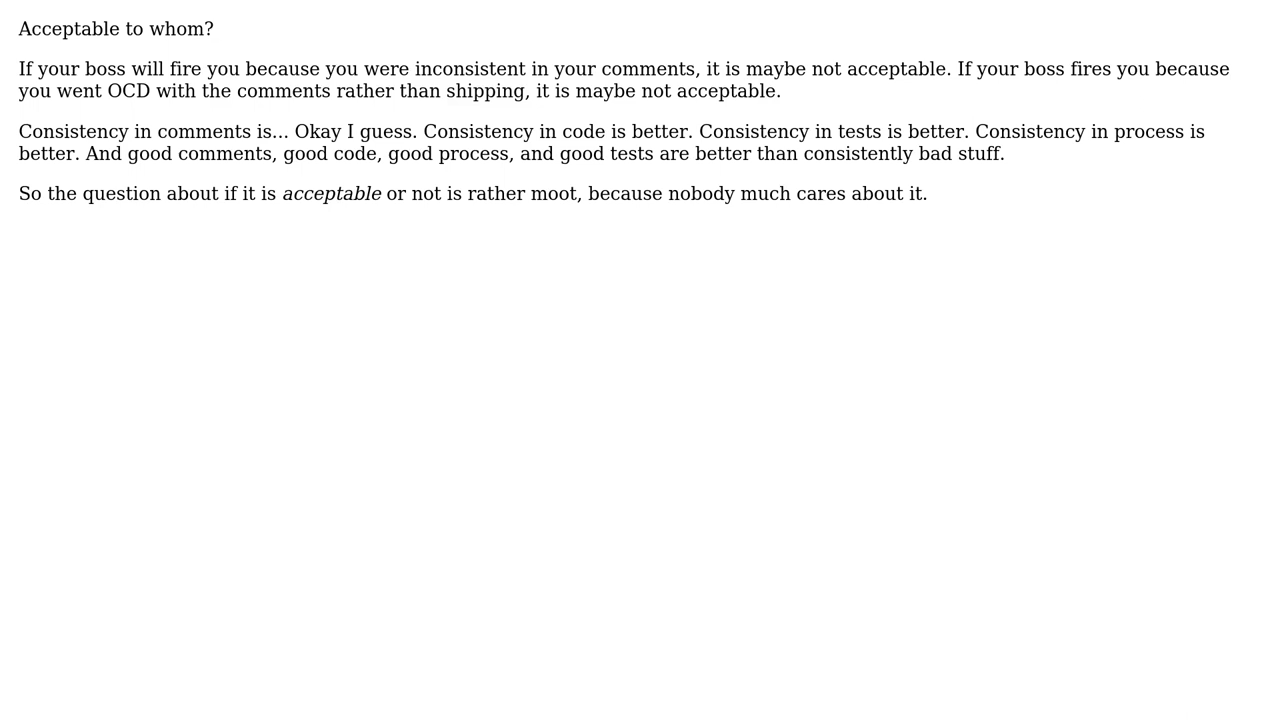 Acceptable to whom?
If your boss will fire you because you were inconsistent in your comments, it is maybe not acceptable. If your boss fires you because
you went OCD with the comments rather than shipping, it is maybe not acceptable.
Consistency in comments is... Okay I guess. Consistency in code is better. Consistency in tests is better. Consistency in process is
better. And good comments, good code, good process, and good tests are better than consistently bad stuff.
So the question about if it is acceptable or not is rather moot, because nobody much cares about it.